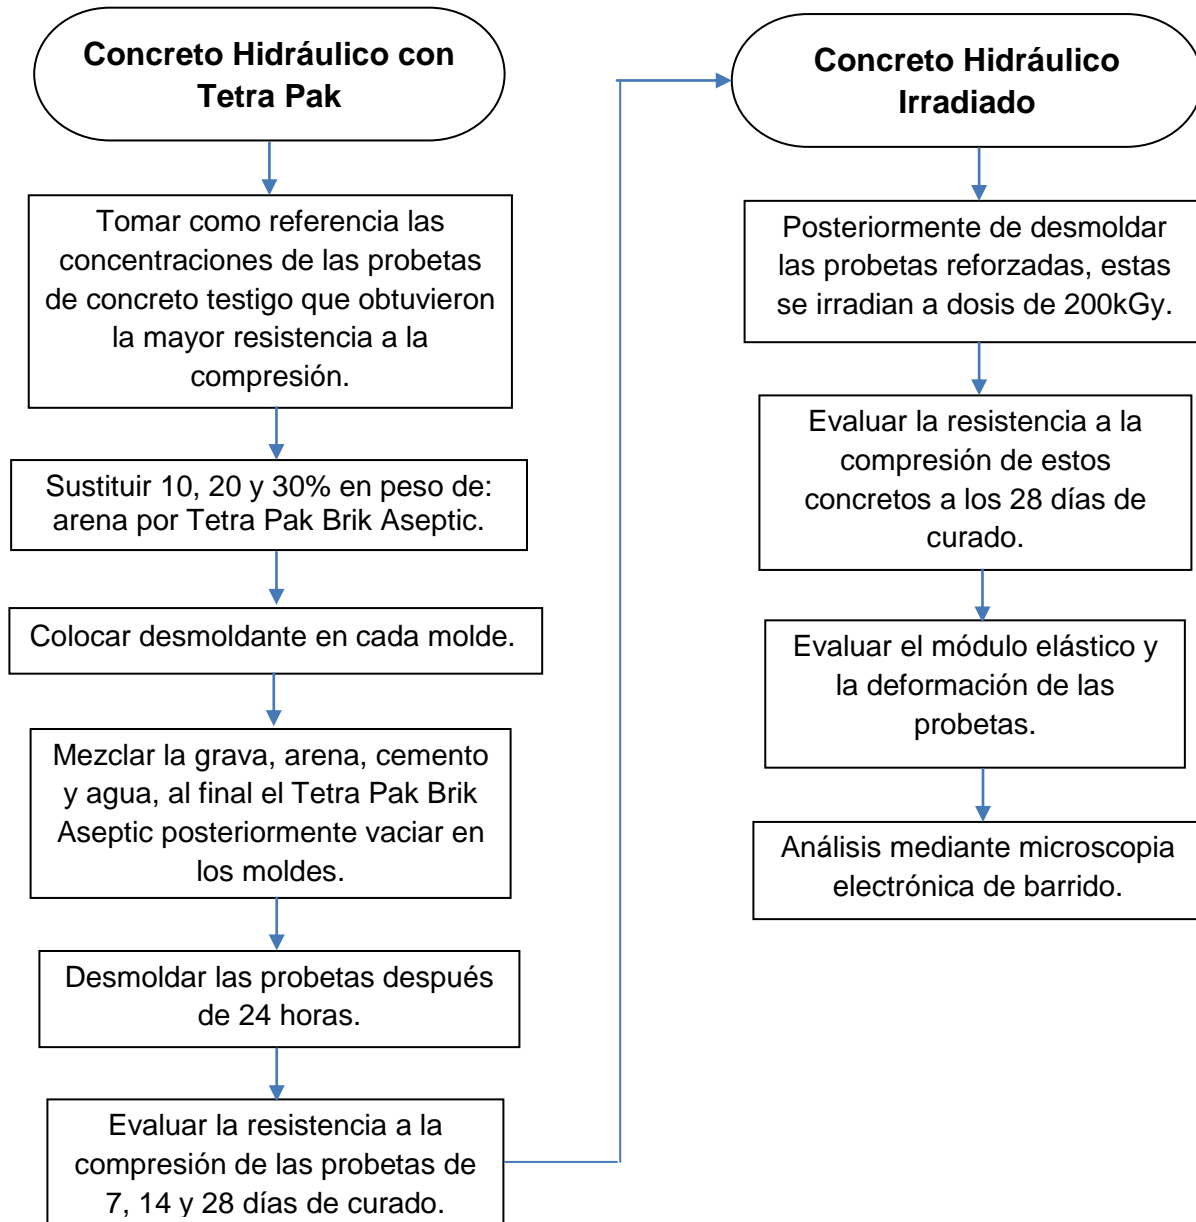 Concreto Hidráulico con
Tetra Pak
Tomar como referencia las
concentraciones de las probetas
de concreto testigo que obtuvieron
la mayor resistencia a la
compresión.
Sustituir 10, 20 y 30% en peso de:
arena por Tetra Pak Brik Aseptic.
Colocar desmoldante en cada molde.
Mezclar la grava, arena, cemento
y agua, al final el Tetra Pak Brik
Aseptic posteriormente vaciar en
los moldes.
Desmoldar las probetas después
de 24 horas.
Evaluar la resistencia a la
compresión de las probetas de
7, 14 y 28 días de curado.
Concreto Hidráulico
Irradiado
Posteriormente de desmoldar
las probetas reforzadas, estas
se irradian a dosis de 200kGy.
Evaluar la resistencia a la
compresión de estos
concretos a los 28 días de
curado.
Evaluar el módulo elástico y
la deformación de las
probetas.
Análisis mediante microscopia
electrónica de barrido.